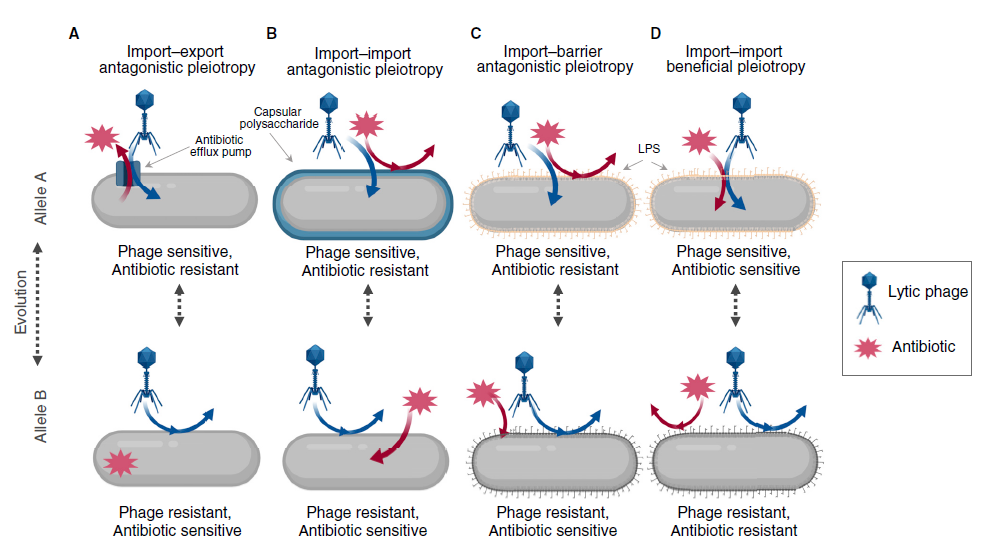 A
Import–export
antagonistic pleiotropy
B
Import–import
antagonistic pleiotropy
C
Import–barrier
antagonistic pleiotropy
D
Import–import
beneficial pleiotropy
Antibiotic
efflux pump
Capsular
polysaccharide
LPS
Allele A
Phage sensitive,
Antibiotic resistant
Phage sensitive,
Antibiotic resistant
Phage sensitive,
Antibiotic resistant
Phage sensitive,
Antibiotic sensitive
Evolution
Lytic phage
Antibiotic
Allele B
Phage resistant,
Antibiotic sensitive
Phage resistant,
Antibiotic sensitive
Phage resistant,
Antibiotic sensitive
Phage resistant,
Antibiotic resistant